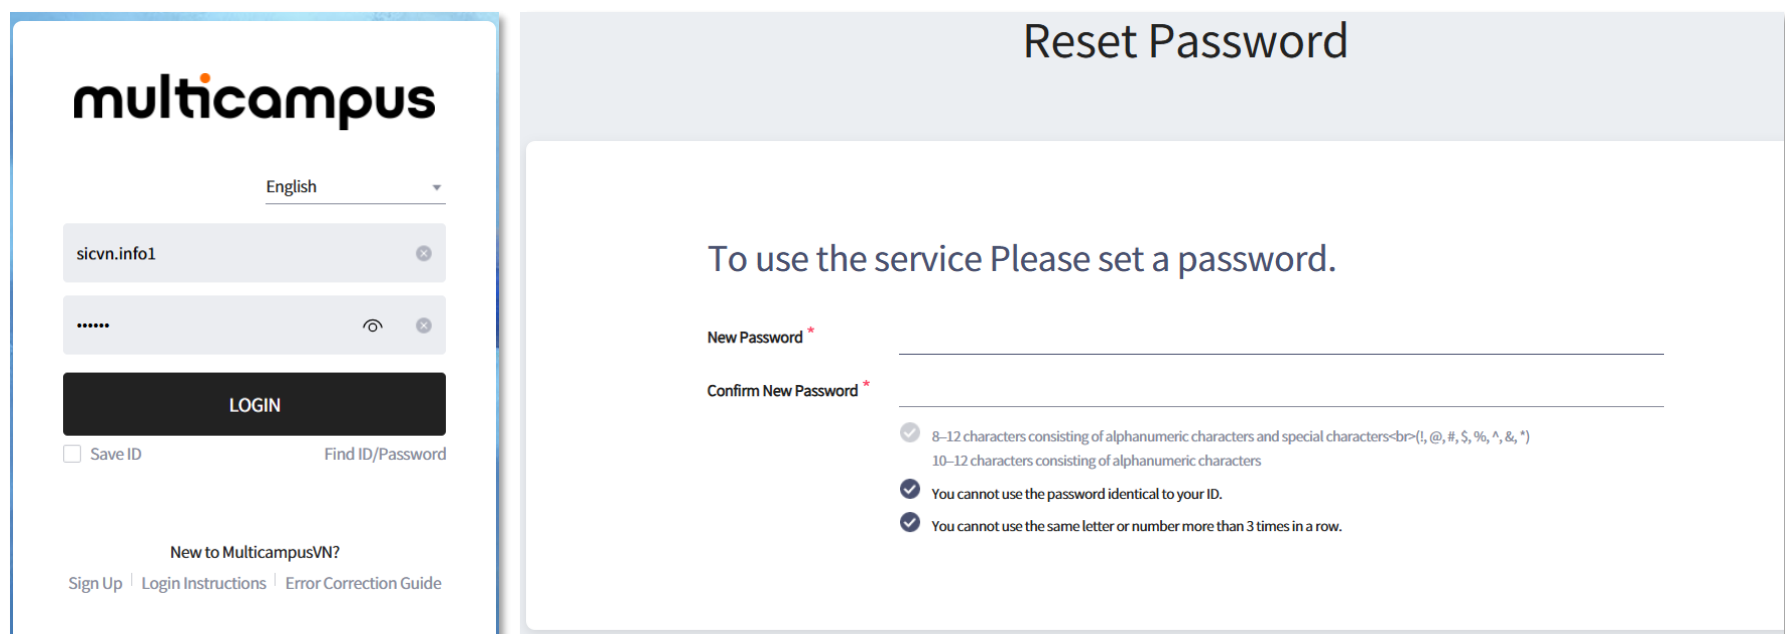 multicampus
English
sicvn.info1
••••••
LOGIN
Save ID
Find ID/Password
New to MulticampusVN?
Sign Up
Login Instructions
Error Correction Guide
Reset Password
To use the service Please set a password.
New Password *
Confirm New Password *
8–12 characters consisting of alphanumeric characters and special characters<br>(!, @, #, $, %, ^, &, *)
10–12 characters consisting of alphanumeric characters
You cannot use the password identical to your ID.
You cannot use the same letter or number more than 3 times in a row.